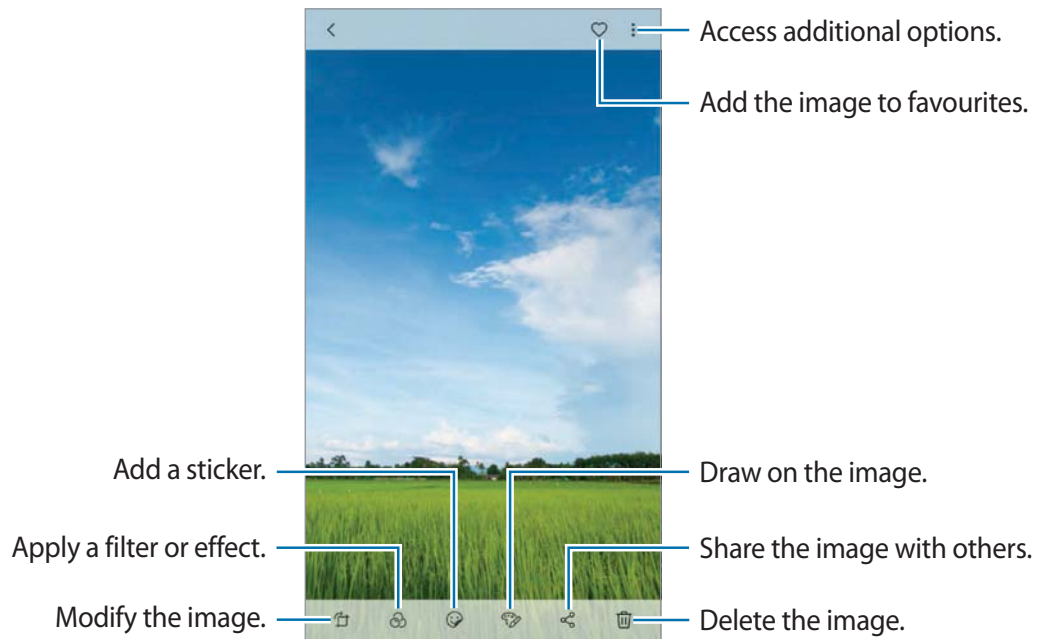 Access additional options.
Add the image to favourites.
Add a sticker.
Draw on the image.
Apply a filter or effect.
Share the image with others.
Modify the image.
Delete the image.